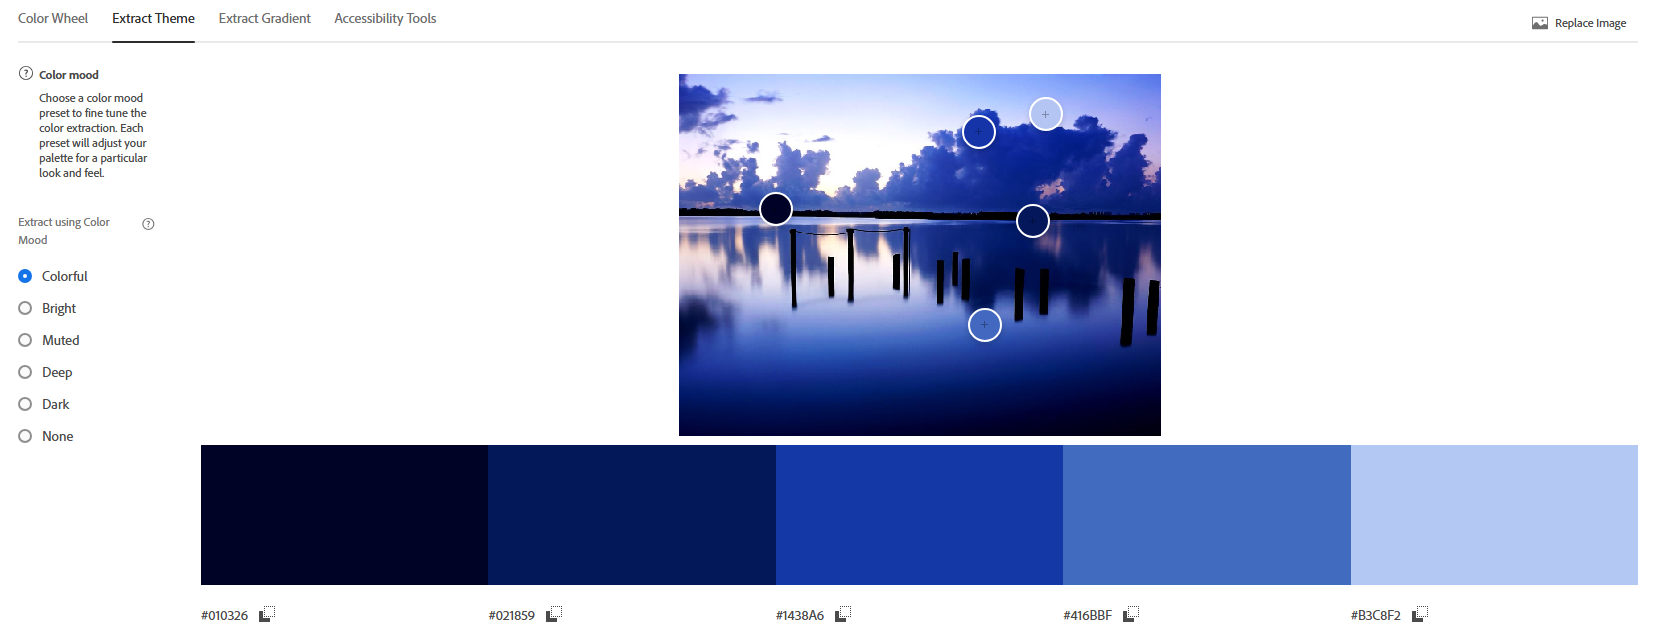 Color Wheel
Extract Theme
Extract Gradient
Accessibility Tools
Replace Image
? Color mood
Choose a color mood
preset to fine tune the
color extraction. Each
preset will adjust your
palette for a particular
look and feel.
Extract using Color
Mood
?
Colorful
Bright
Muted
Deep
Dark
None
#010326
#021859
#1438A6
#416BBF
#B3C8F2